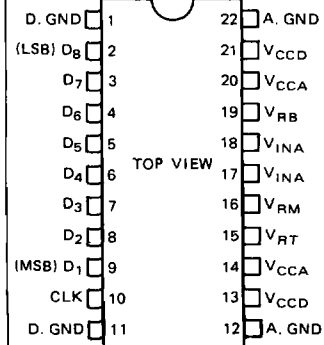 D. GND 1 22 A. GND
(LSB) D8 2 21 VCCD
D7 3 20 VCCA
D6 4 19 VRB
D5 5 18 VINA
D4 6 TOP VIEW 17 VINA
D3 7 16 VRM
D2 8 15 VRT
(MSB) D1 9 14 VCCA
CLK 10 13 VCCD
D. GND 11 12 A. GND